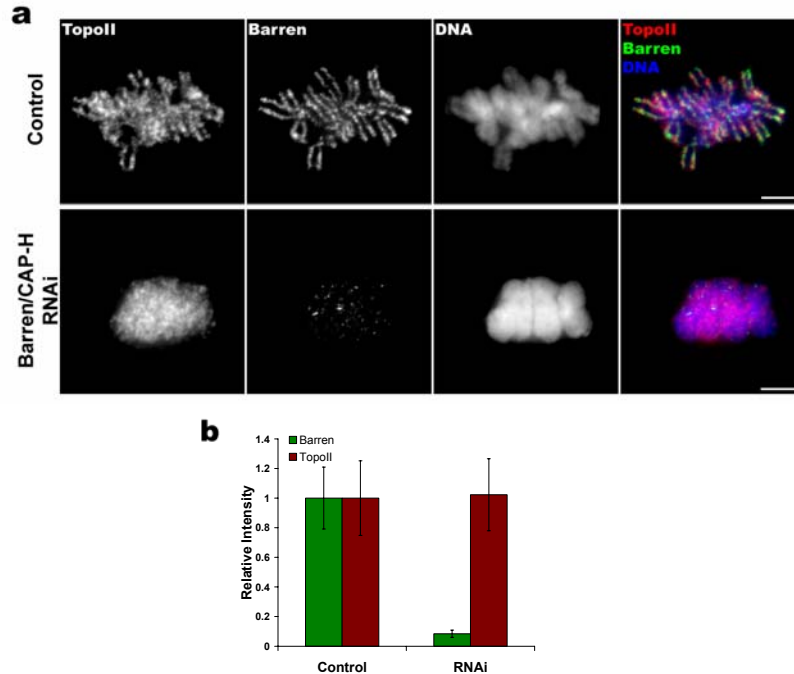 a
TopoII Barren DNA TopoII
Barren
DNA
Control
Barren/CAP-H
RNAi
b
Barren
TopoII
1.4
1.2
1
0.8
0.6
0.4
0.2
0
Relative Intensity
Control RNAi